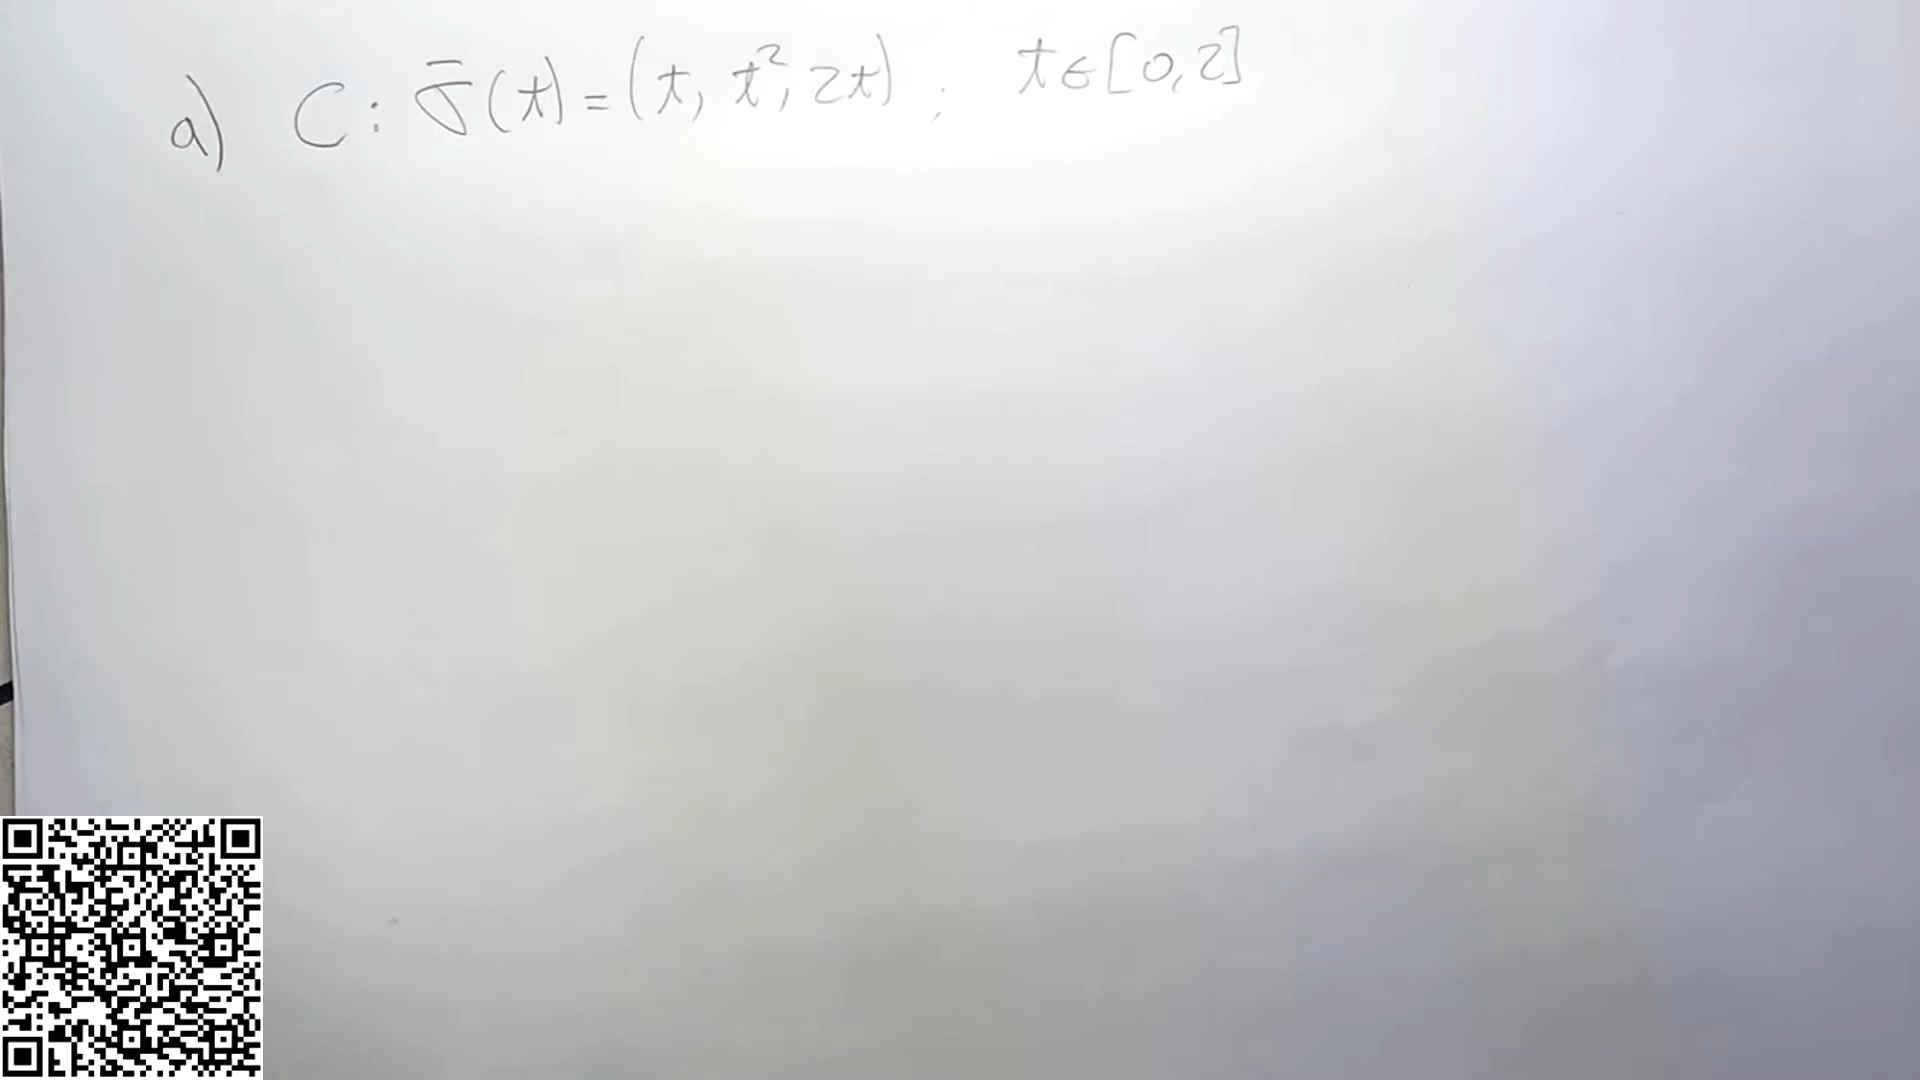 a) C: σ̄(t) = (t, t², 2t) ; t ∈ [0,2]